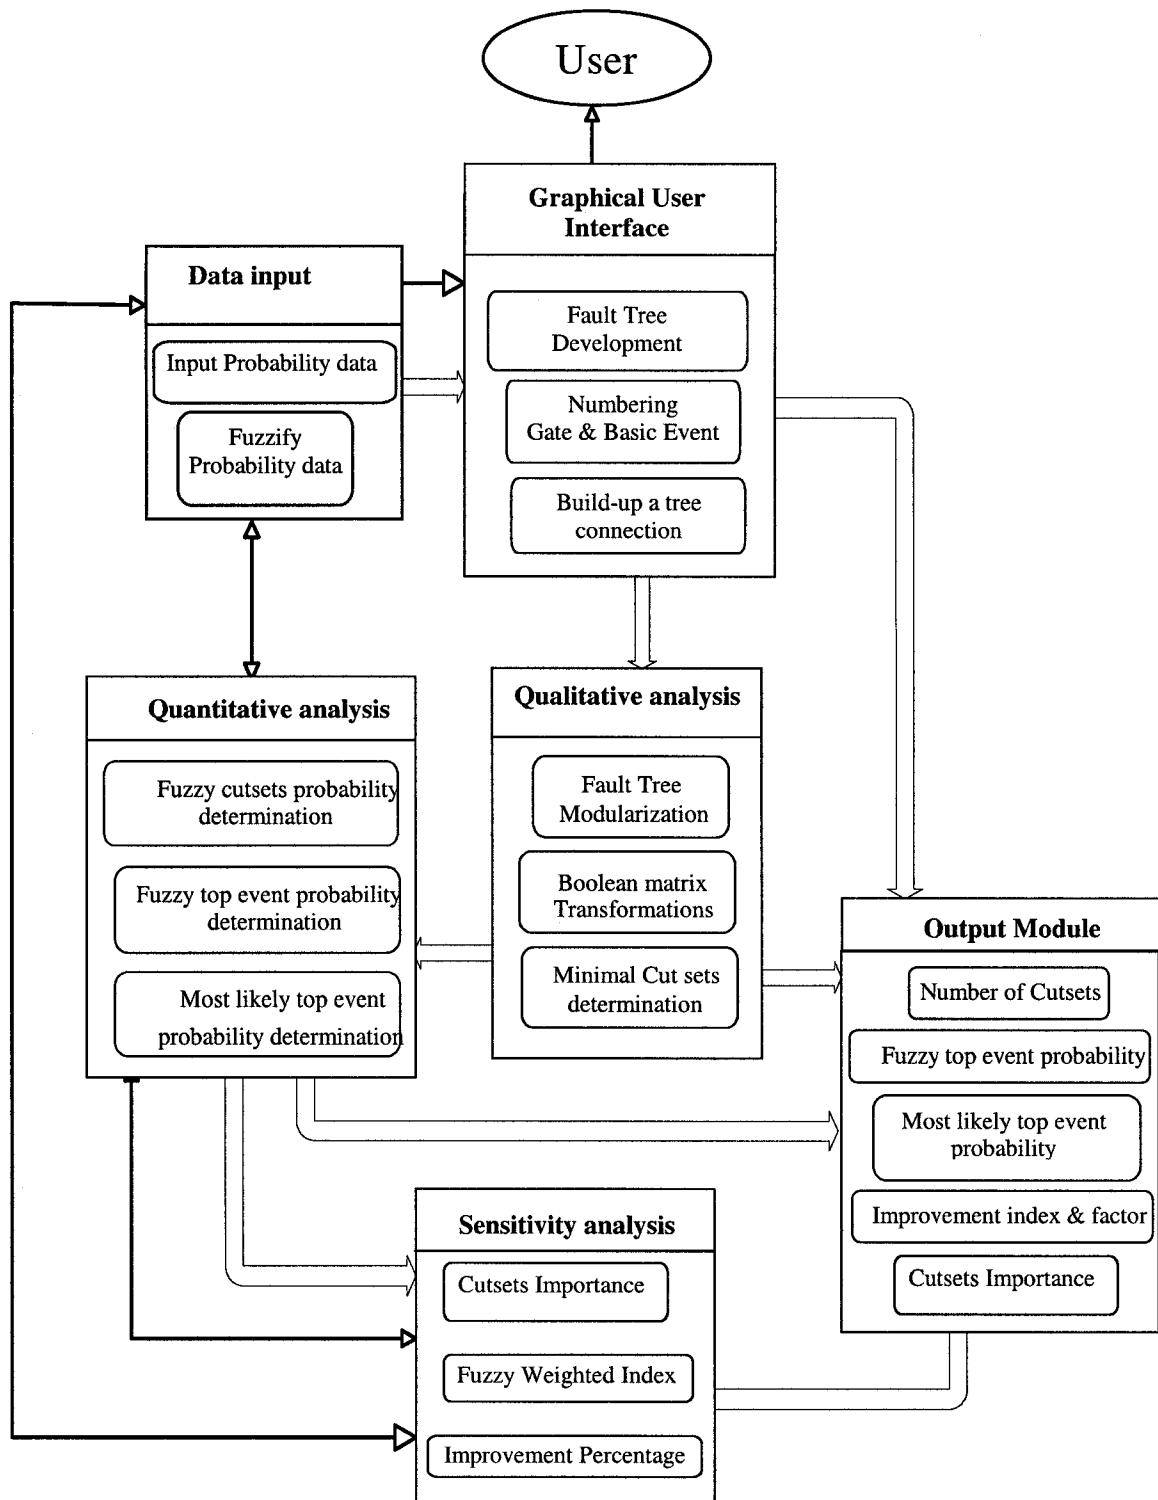 User
Graphical User
Interface
Fault Tree
Development
Numbering
Gate & Basic Event
Build-up a tree
connection
Data input
Input Probability data
Fuzzify
Probability data
Quantitative analysis
Fuzzy cutsets probability
determination
Fuzzy top event probability
determination
Most likely top event
probability determination
Qualitative analysis
Fault Tree
Modularization
Boolean matrix
Transformations
Minimal Cut sets
determination
Output Module
Number of Cutsets
Fuzzy top event probability
Most likely top event
probability
Improvement index & factor
Cutsets Importance
Sensitivity analysis
Cutsets Importance
Fuzzy Weighted Index
Improvement Percentage